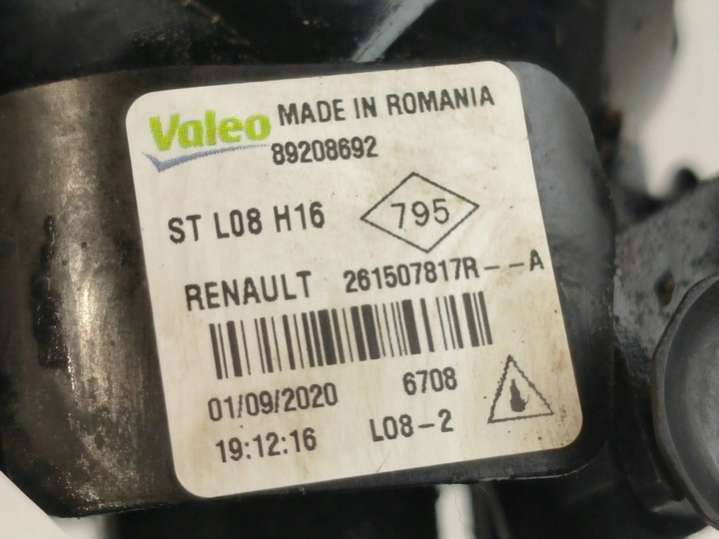 Valeo MADE IN ROMANIA
89208692
ST L08 H16 795
RENAULT 261507817R--A
01/09/2020 6708
19:12:16 L08-2